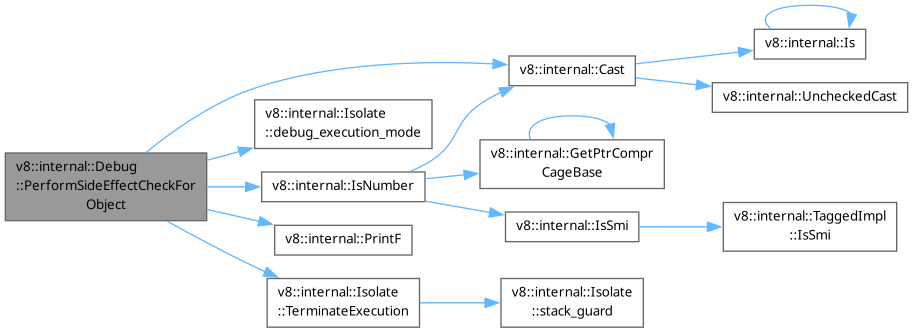 v8::internal::Debug
::PerformSideEffectCheckFor
Object
v8::internal::Cast
v8::internal::Is
v8::internal::UncheckedCast
v8::internal::Isolate
::debug_execution_mode
v8::internal::IsNumber
v8::internal::GetPtrCompr
CageBase
v8::internal::IsSmi
v8::internal::TaggedImpl
::IsSmi
v8::internal::PrintF
v8::internal::Isolate
::TerminateExecution
v8::internal::Isolate
::stack_guard